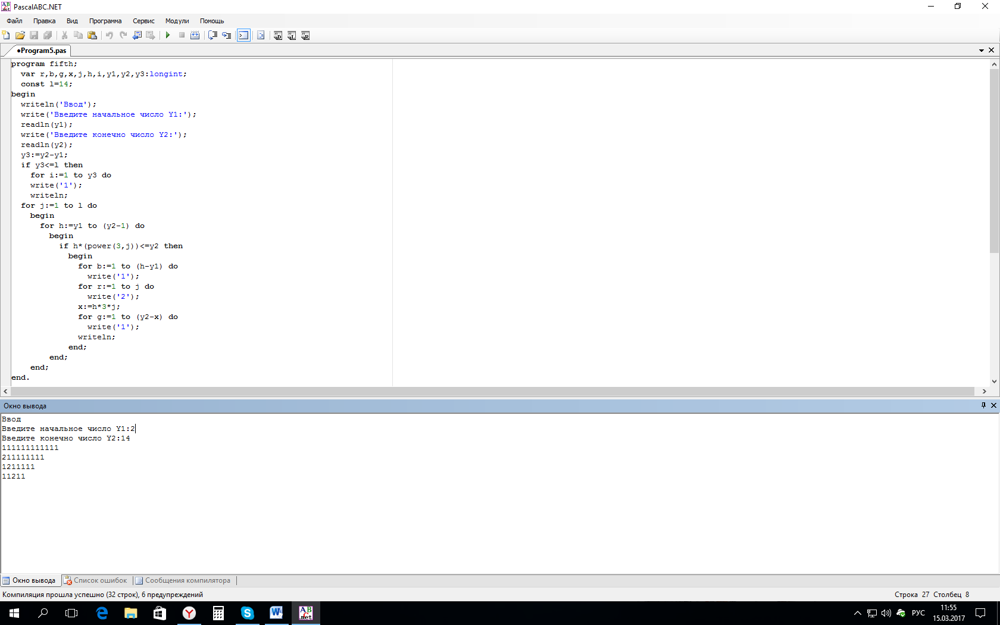 PascalABC.NET
Файл Правка Вид Программа Сервис Модули Помощь
•Program5.pas
program fifth;
var r,b,g,x,j,h,i,y1,y2,y3:longint;
const l=14;
begin
writeln('Ввод');
write('Введите начальное число Y1:');
readln(y1);
write('Введите конечно число Y2:');
readln(y2);
y3:=y2-y1;
if y3<=l then
for i:=1 to y3 do
write('1');
writeln;
for j:=1 to l do
begin
for h:=y1 to (y2-1) do
begin
if h*(power(3,j))<=y2 then
begin
for b:=1 to (h-y1) do
write('1');
for r:=1 to j do
write('2');
x:=h*3*j;
for g:=1 to (y2-x) do
write('1');
writeln;
end;
end;
end;
end.
Окно вывода
Ввод
Введите начальное число Y1:2
Введите конечно число Y2:14
111111111111
211111111
1211111
11211
Окно вывода Список ошибок Сообщения компилятора
Компиляция прошла успешно (32 строк), 6 предупреждений Строка 27 Столбец 8
РУС 11:55
15.03.2017